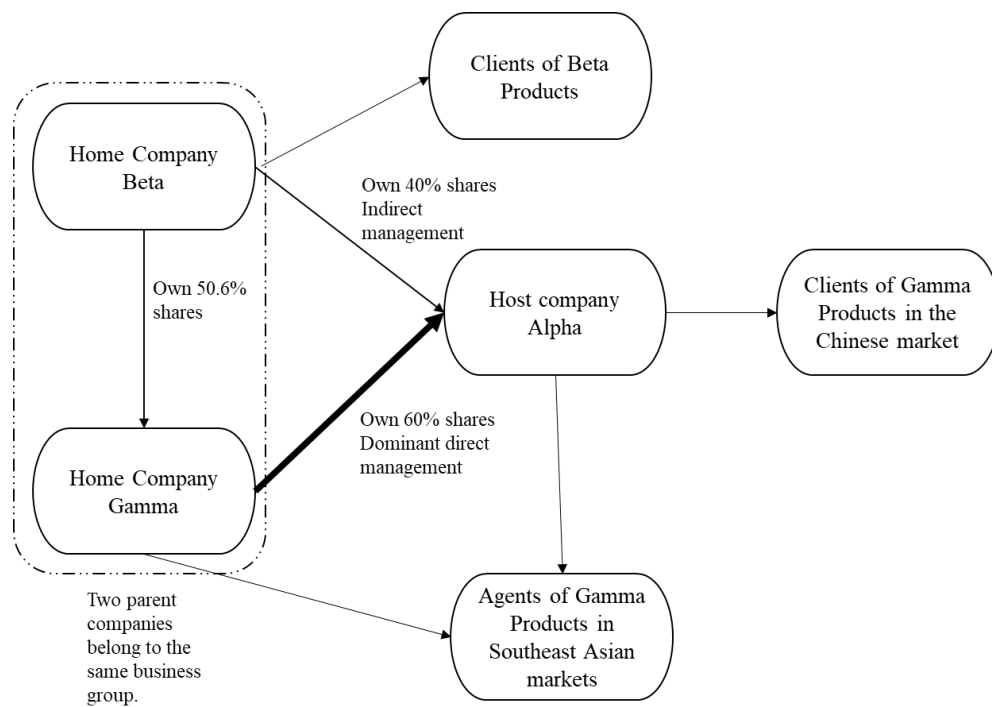 Clients of Beta
Products
Home Company
Beta
Own 40% shares
Indirect
management
Own 50.6%
shares
Host company
Alpha
Clients of Gamma
Products in the
Chinese market
Own 60% shares
Dominant direct
management
Home Company
Gamma
Two parent
companies
belong to the
same business
group.
Agents of Gamma
Products in
Southeast Asian
markets